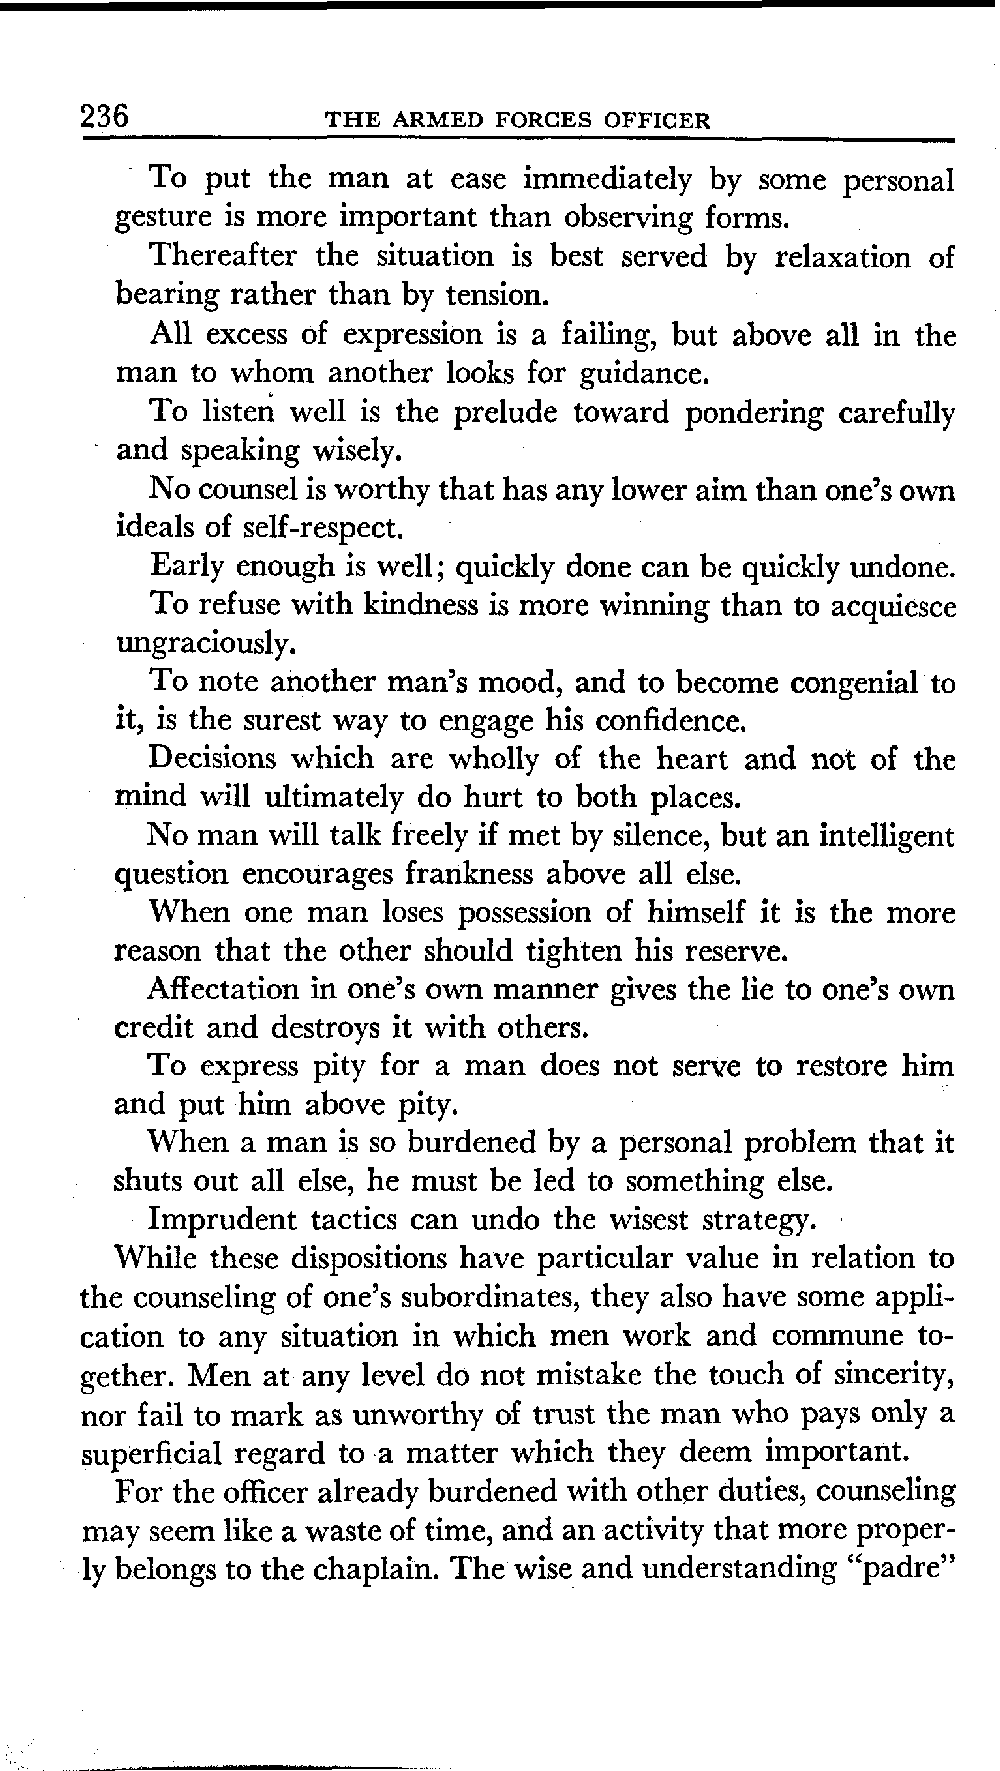 236 THE ARMED FORCES OFFICER
To put the man at ease immediately by some personal
gesture is more important than observing forms.
Thereafter the situation is best served by relaxation of
bearing rather than by tension.
All excess of expression is a failing, but above all in the
man to whom another looks for guidance.
To listen well is the prelude toward pondering carefully
and speaking wisely.
No counsel is worthy that has any lower aim than one's own
ideals of self-respect.
Early enough is well; quickly done can be quickly undone.
To refuse with kindness is more winning than to acquiesce
ungraciously.
To note another man's mood, and to become congenial to
it, is the surest way to engage his confidence.
Decisions which are wholly of the heart and not of the
mind will ultimately do hurt to both places.
No man will talk freely if met by silence, but an intelligent
question encourages frankness above all else.
When one man loses possession of himself it is the more
reason that the other should tighten his reserve.
Affectation in one's own manner gives the lie to one's own
credit and destroys it with others.
To express pity for a man does not serve to restore him
and put him above pity.
When a man is so burdened by a personal problem that it
shuts out all else, he must be led to something else.
Imprudent tactics can undo the wisest strategy.
While these dispositions have particular value in relation to
the counseling of one's subordinates, they also have some appli-
cation to any situation in which men work and commune to-
gether. Men at any level do not mistake the touch of sincerity,
nor fail to mark as unworthy of trust the man who pays only a
superficial regard to a matter which they deem important.
For the officer already burdened with other duties, counseling
may seem like a waste of time, and an activity that more proper-
ly belongs to the chaplain. The wise and understanding "padre"